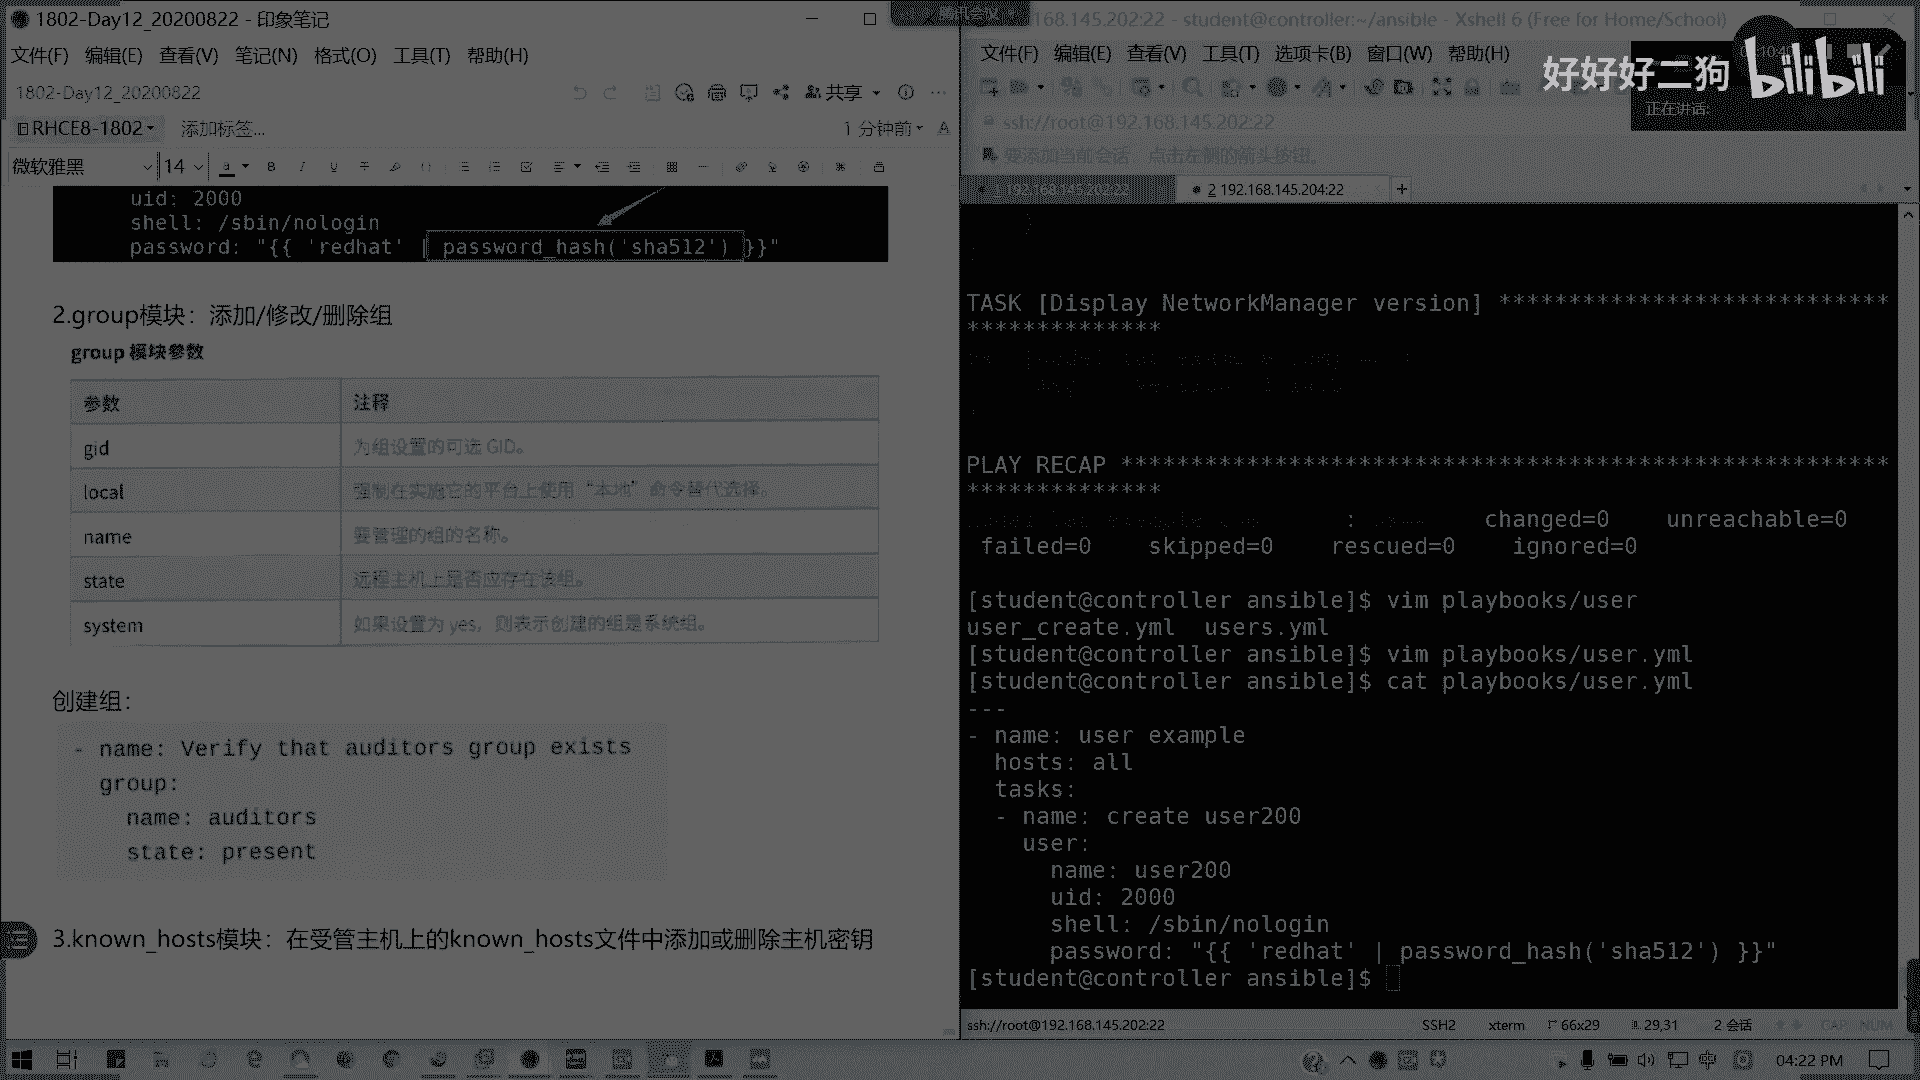 1802-Day12_20200822 - 印象笔记
文件(F) 编辑(E) 查看(V) 笔记(N) 格式(O) 工具(T) 帮助(H)
1802-Day12_20200822
共享
RHCE8-1802 添加标签...
1 分钟前
微软雅黑 14
uid: 2000
shell: /sbin/nologin
password: "{{ 'redhat' | password_hash('sha512') }}"
2.group模块：添加/修改/删除组
group 模块参数
参数 注释
gid 为组设置的可选 GID。
local 强制在实施它的平台上使用“本地”命令替代选择。
name 要管理的组的名称。
state 远程主机上是否应存在该组。
system 如果设置为 yes，则表示创建的组是系统组。
创建组：
- name: Verify that auditors group exists
group:
name: auditors
state: present
3.known_hosts模块：在受管主机上的known_hosts文件中添加或删除主机密钥
168.145.202:22 - student@controller:~/ansible - Xshell 6 (Free for Home/School)
文件(F) 编辑(E) 查看(V) 工具(T) 选项卡(B) 窗口(W) 帮助(H)
好好好二狗 bilibili
正在讲话:
ssh://root@192.168.145.202:22
要添加当前会话，点击左侧的箭头按钮。
1 192.168.145.202:22 2 192.168.145.204:22 +
}
TASK [Display NetworkManager version] ****************************
**************
PLAY RECAP *******************************************************
**************
: changed=0 unreachable=0
failed=0 skipped=0 rescued=0 ignored=0
[student@controller ansible]$ vim playbooks/user
user_create.yml users.yml
[student@controller ansible]$ vim playbooks/user.yml
[student@controller ansible]$ cat playbooks/user.yml
---
- name: user example
hosts: all
tasks:
- name: create user200
user:
name: user200
uid: 2000
shell: /sbin/nologin
password: "{{ 'redhat' | password_hash('sha512') }}"
[student@controller ansible]$
ssh://root@192.168.145.202:22 SSH2 xterm 66x29 29,31 2 会话 CAP NUM
中 04:22 PM